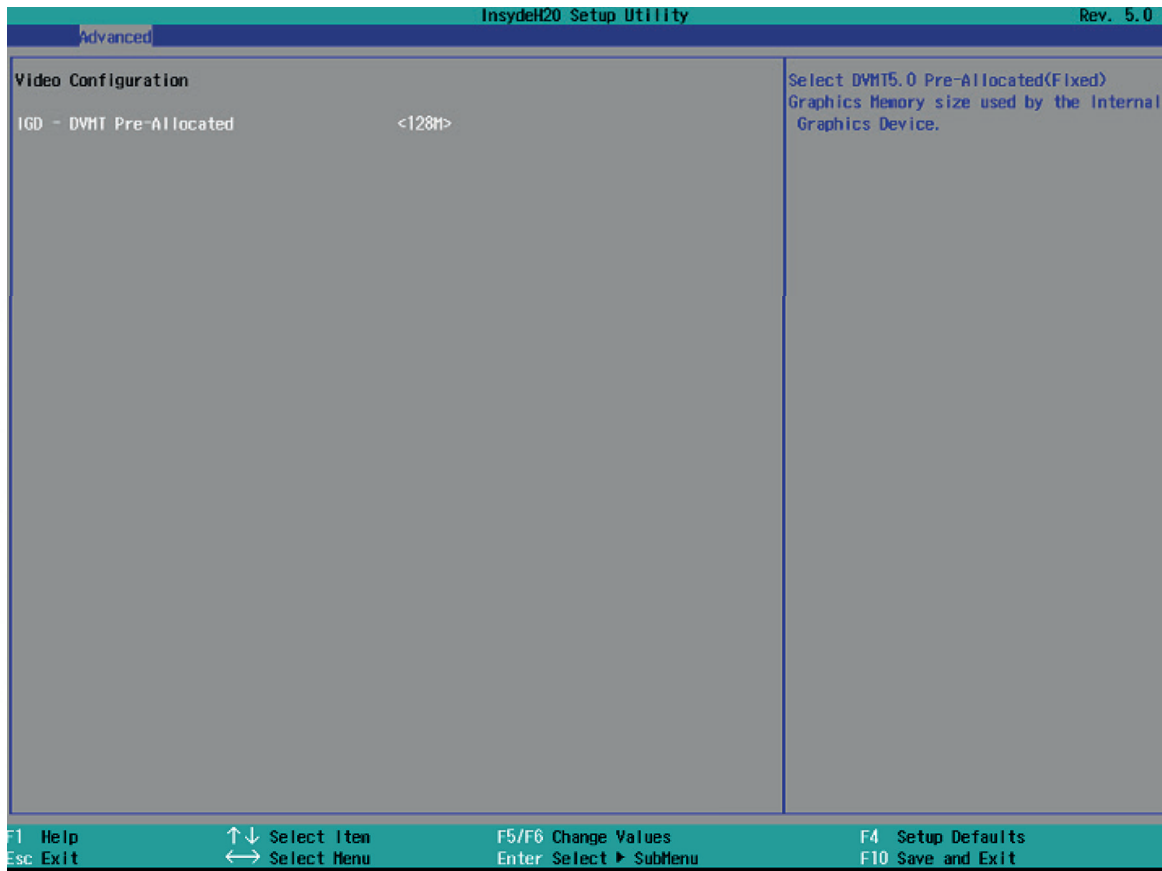 InsydeH20 Setup Utility Rev. 5.0
Advanced
Video Configuration
IGD - DVMT Pre-Allocated <128M>
Select DVMT5.0 Pre-Allocated(Fixed)
Graphics Memory size used by the Internal
Graphics Device.
F1 Help ↑↓ Select Item F5/F6 Change Values F4 Setup Defaults
Esc Exit ←→ Select Menu Enter Select ▶ SubMenu F10 Save and Exit